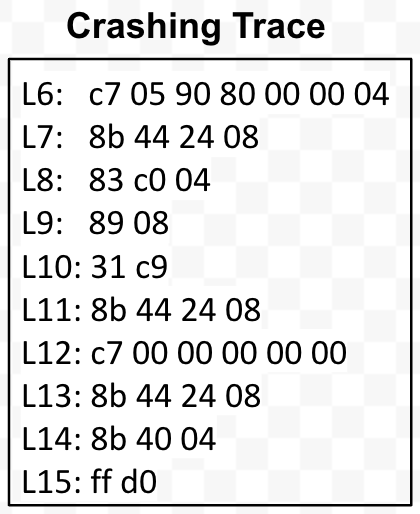 Crashing Trace
L6: c7 05 90 80 00 00 04
L7: 8b 44 24 08
L8: 83 c0 04
L9: 89 08
L10: 31 c9
L11: 8b 44 24 08
L12: c7 00 00 00 00 00
L13: 8b 44 24 08
L14: 8b 40 04
L15: ff d0